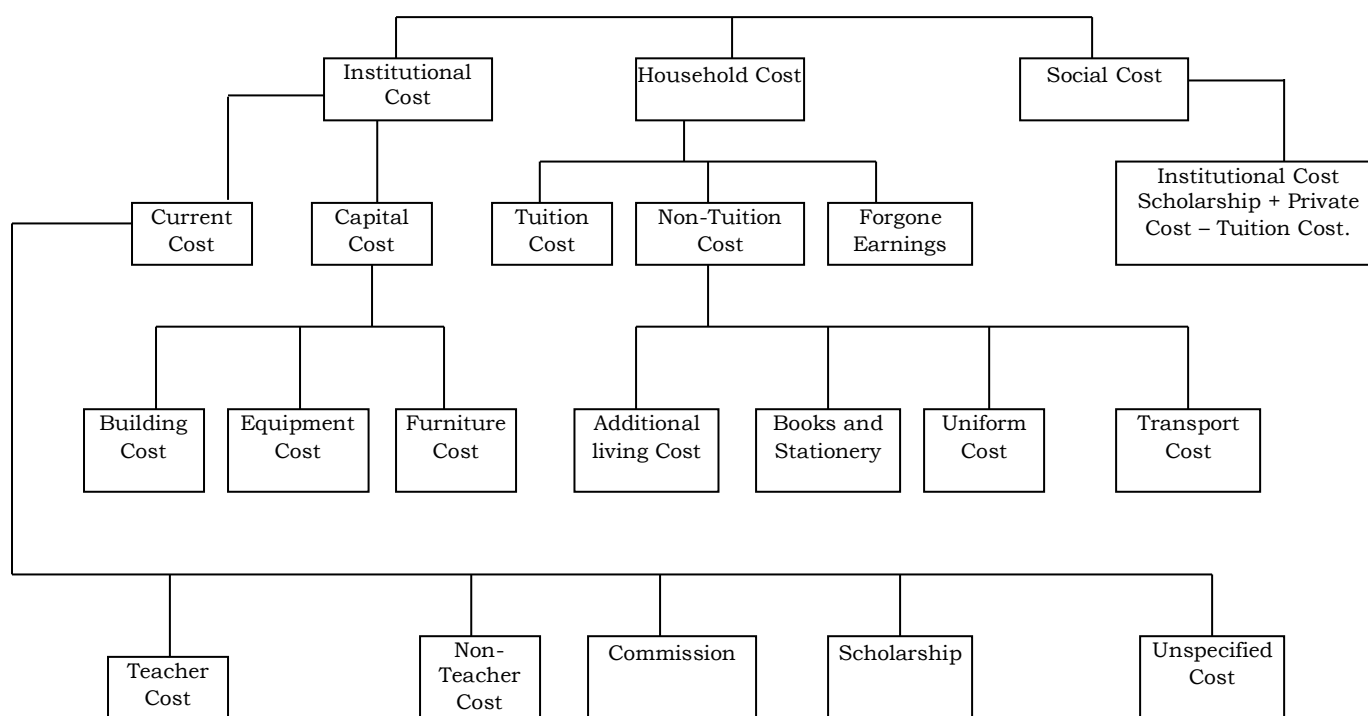 Institutional
Cost
Household Cost
Social Cost
Institutional Cost
Scholarship + Private
Cost – Tuition Cost.
Current
Cost
Capital
Cost
Tuition
Cost
Non-Tuition
Cost
Forgone
Earnings
Building
Cost
Equipment
Cost
Furniture
Cost
Additional
living Cost
Books and
Stationery
Uniform
Cost
Transport
Cost
Teacher
Cost
Non-
Teacher
Cost
Commission
Scholarship
Unspecified
Cost